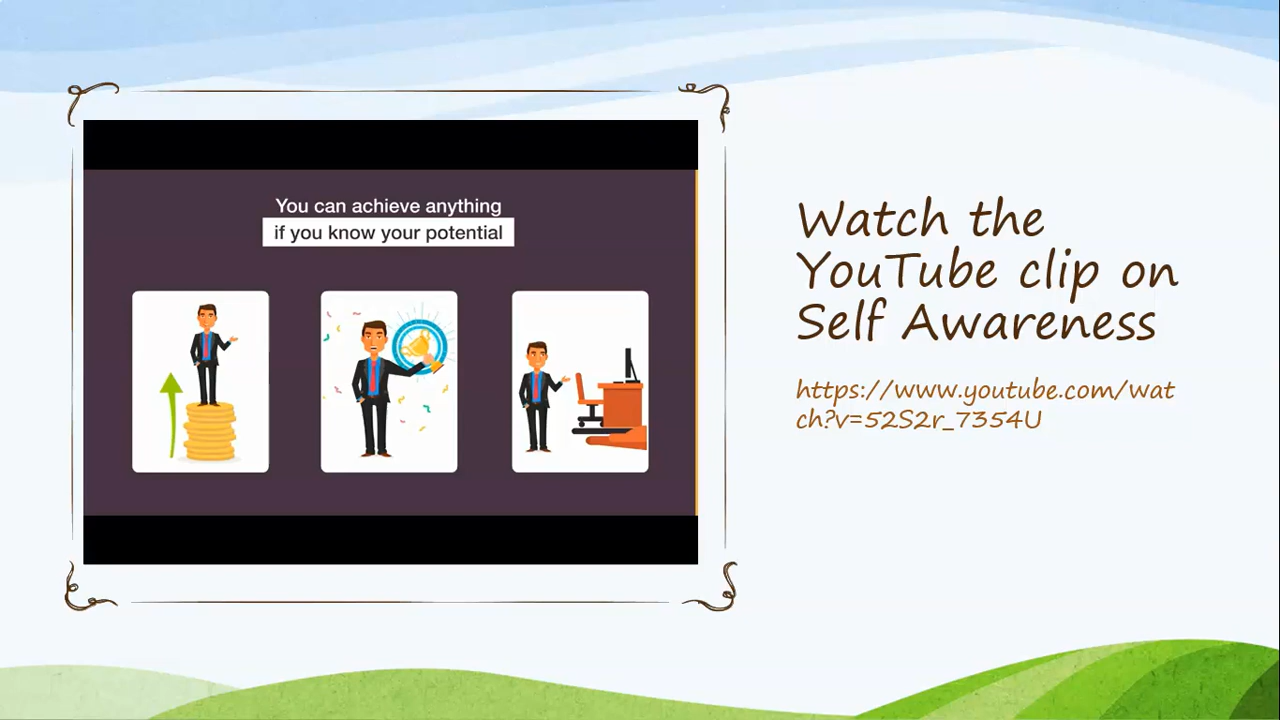 You can achieve anything
if you know your potential
Watch the
YouTube clip on
Self Awareness
https://www.youtube.com/wat
ch?v=52S2r_7354U